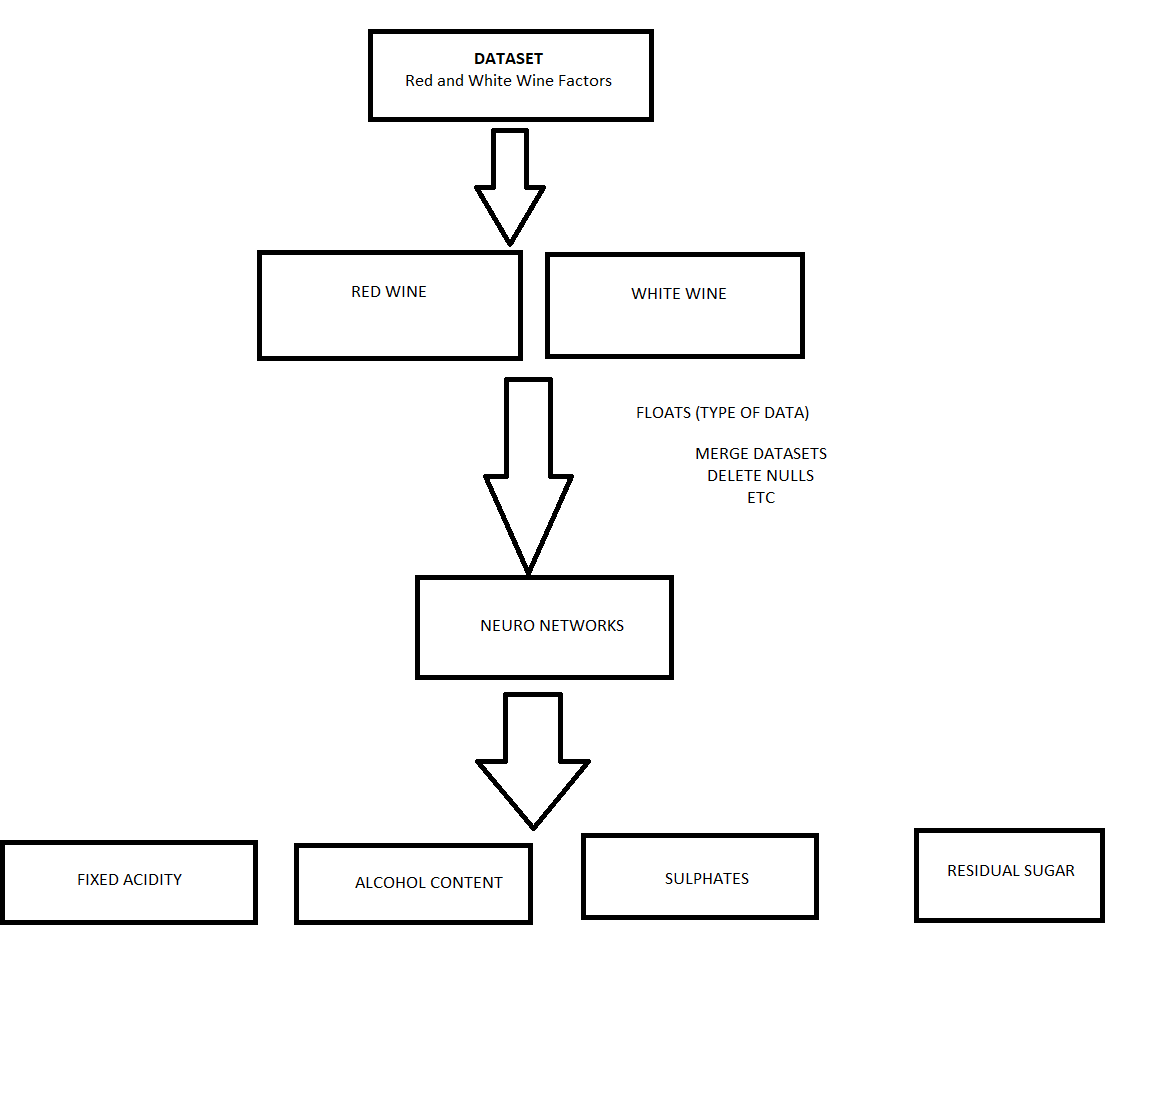 DATASET
Red and White Wine Factors
RED WINE
WHITE WINE
FLOATS (TYPE OF DATA)
MERGE DATASETS
DELETE NULLS
ETC
NEURO NETWORKS
FIXED ACIDITY
ALCOHOL CONTENT
SULPHATES
RESIDUAL SUGAR